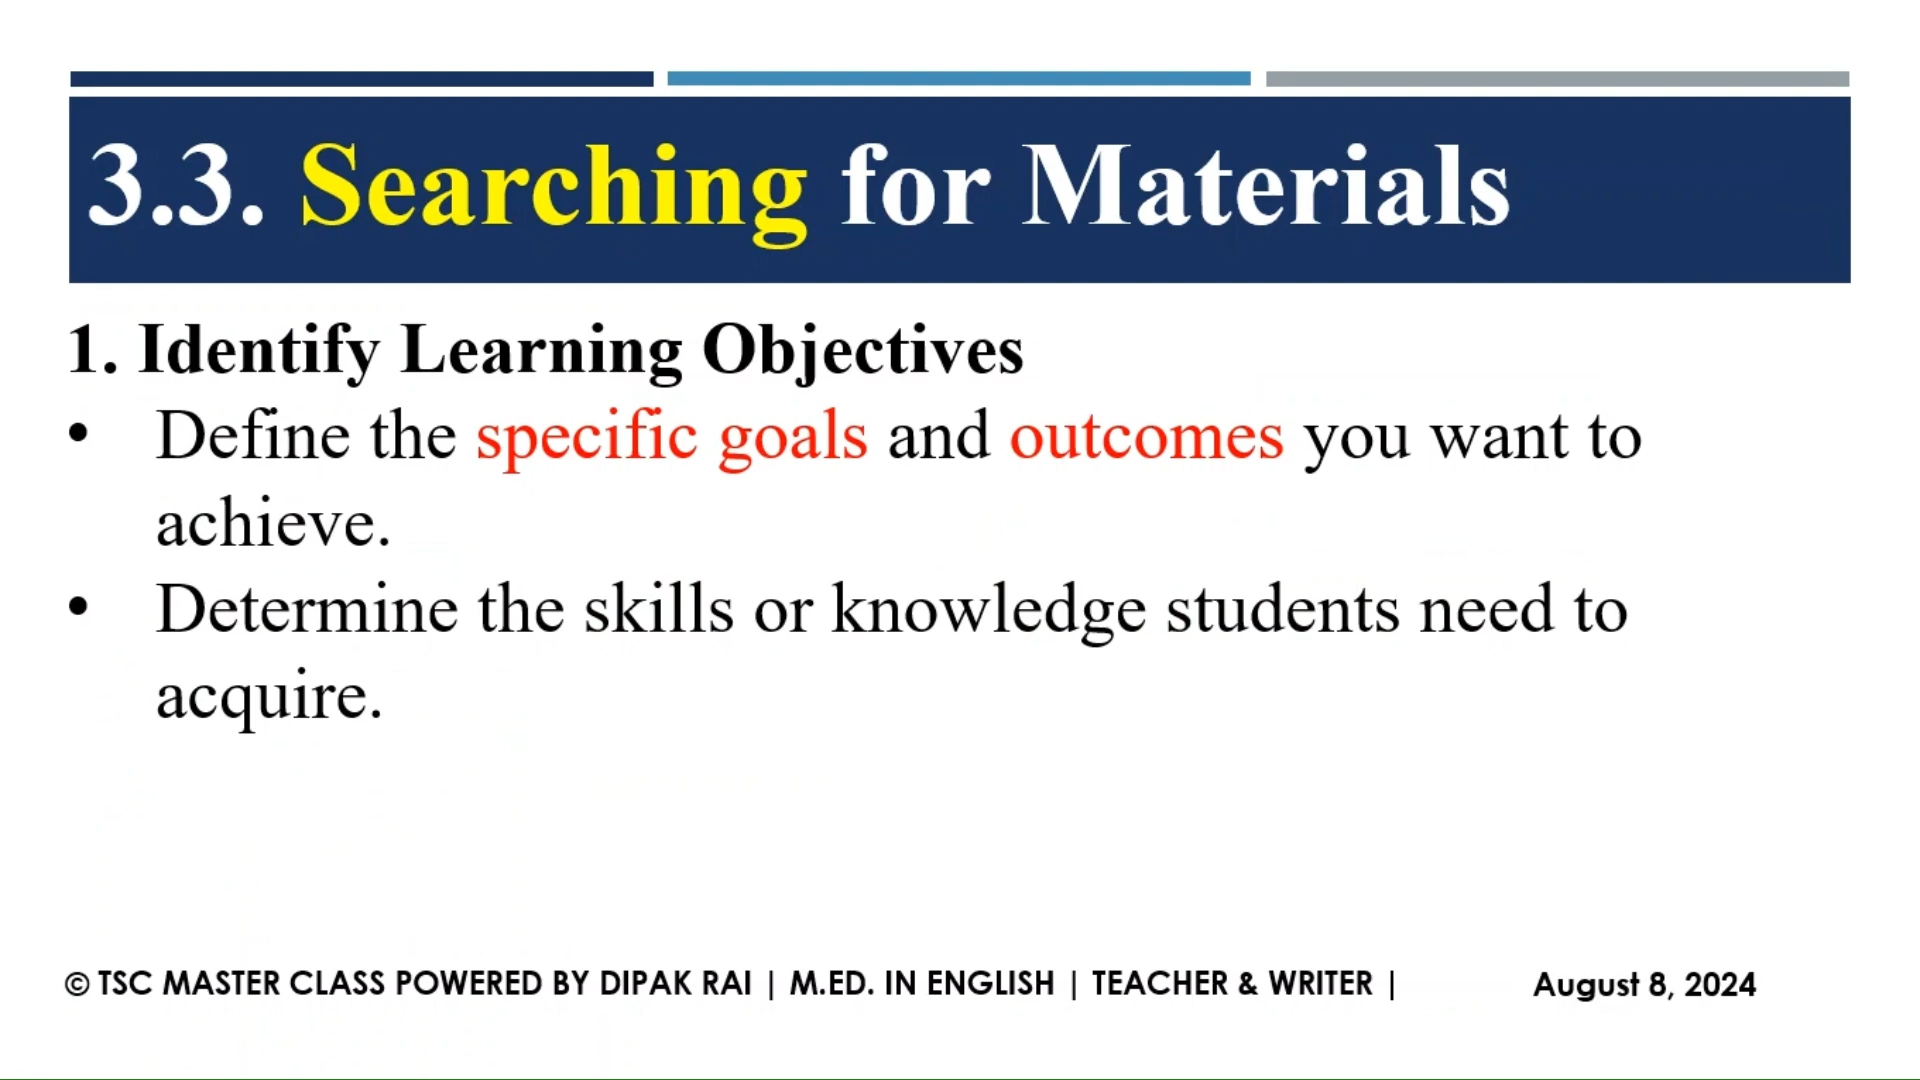 3.3. Searching for Materials
1. Identify Learning Objectives
• Define the specific goals and outcomes you want to
achieve.
• Determine the skills or knowledge students need to
acquire.
© TSC MASTER CLASS POWERED BY DIPAK RAI | M.ED. IN ENGLISH | TEACHER & WRITER | August 8, 2024